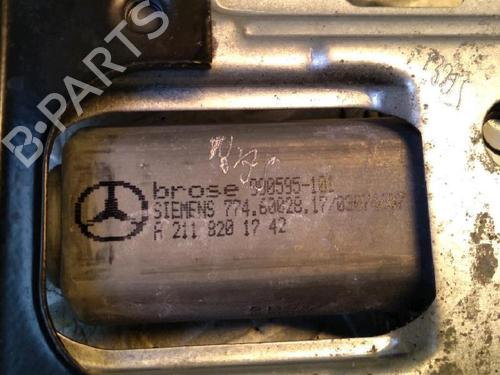 B-PARTS
brose 990595-101
SIEMENS 774.60028.17/
A 211 820 17 42